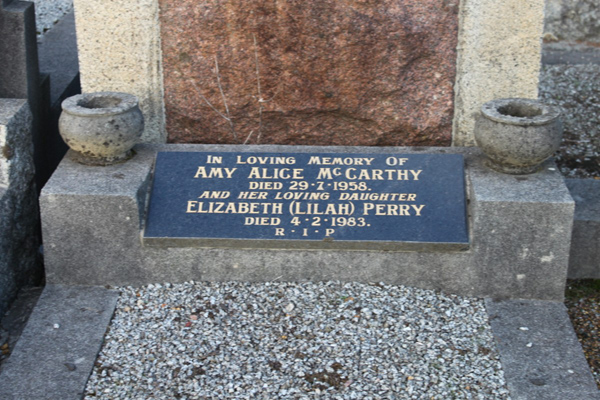 In Loving Memory Of
AMY ALICE McCARTHY
DIED 29·7·1958.
AND HER LOVING DAUGHTER
ELIZABETH (LILAH) PERRY
DIED 4·2·1983.
R·I·P